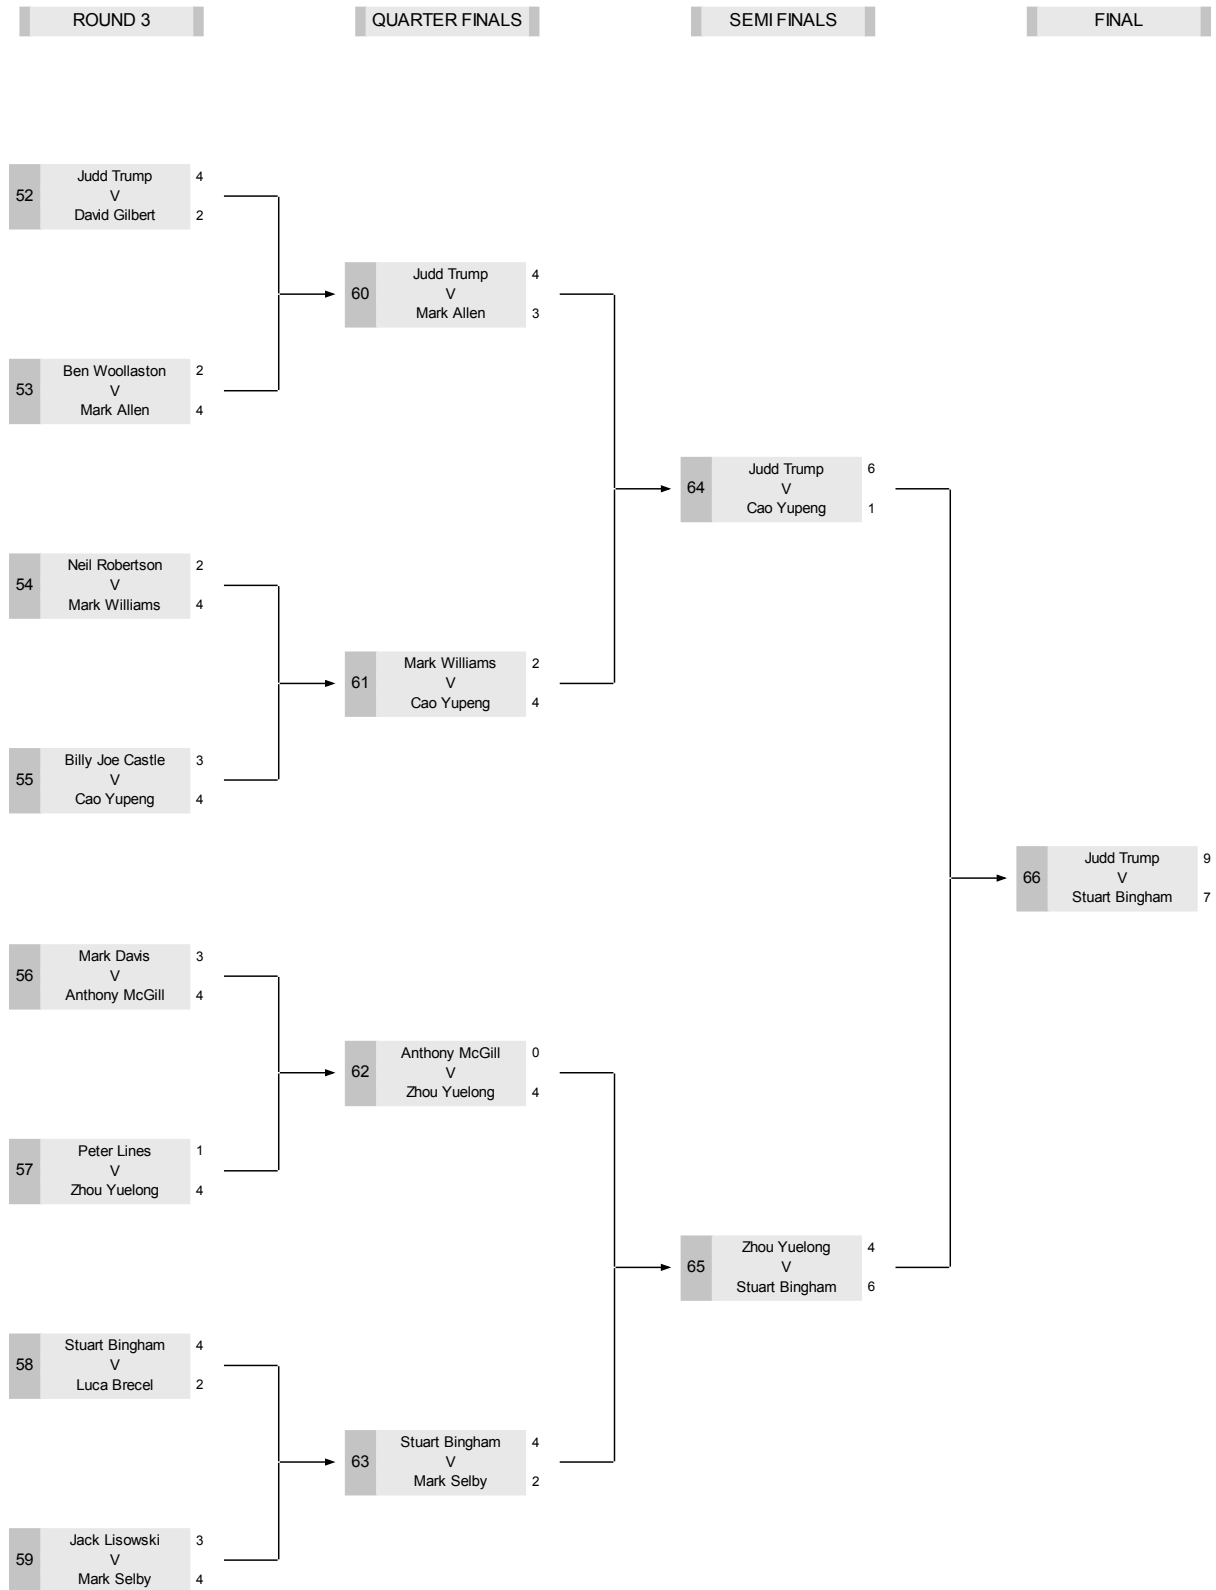 ROUND 3
QUARTER FINALS
SEMI FINALS
FINAL
52
Judd Trump 4
V
David Gilbert 2
53
Ben Woollaston 2
V
Mark Allen 4
54
Neil Robertson 2
V
Mark Williams 4
55
Billy Joe Castle 3
V
Cao Yupeng 4
56
Mark Davis 3
V
Anthony McGill 4
57
Peter Lines 1
V
Zhou Yuelong 4
58
Stuart Bingham 4
V
Luca Brecel 2
59
Jack Lisowski 3
V
Mark Selby 4
60
Judd Trump 4
V
Mark Allen 3
61
Mark Williams 2
V
Cao Yupeng 4
62
Anthony McGill 0
V
Zhou Yuelong 4
63
Stuart Bingham 4
V
Mark Selby 2
64
Judd Trump 6
V
Cao Yupeng 1
65
Zhou Yuelong 4
V
Stuart Bingham 6
66
Judd Trump 9
V
Stuart Bingham 7